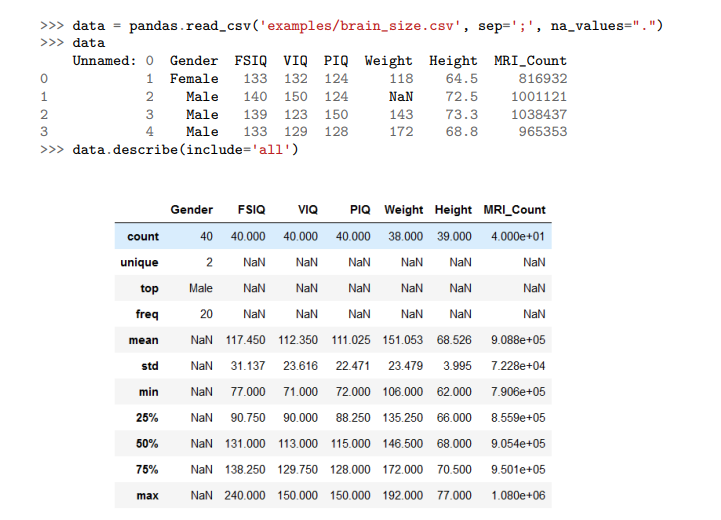 >>> data = pandas.read_csv('examples/brain_size.csv', sep=';', na_values=".")
>>> data
Unnamed: 0 Gender FSIQ VIQ PIQ Weight Height MRI_Count
0 1 Female 133 132 124 118 64.5 816932
1 2 Male 140 150 124 NaN 72.5 1001121
2 3 Male 139 123 150 143 73.3 1038437
3 4 Male 133 129 128 172 68.8 965353
>>> data.describe(include='all')
Gender FSIQ VIQ PIQ Weight Height MRI_Count
count 40 40.000 40.000 40.000 38.000 39.000 4.000e+01
unique 2 NaN NaN NaN NaN NaN NaN
top Male NaN NaN NaN NaN NaN NaN
freq 20 NaN NaN NaN NaN NaN NaN
mean NaN 117.450 112.350 111.025 151.053 68.526 9.088e+05
std NaN 31.137 23.616 22.471 23.479 3.995 7.228e+04
min NaN 77.000 71.000 72.000 106.000 62.000 7.906e+05
25% NaN 90.750 90.000 88.250 135.250 66.000 8.559e+05
50% NaN 131.000 113.000 115.000 146.500 68.000 9.054e+05
75% NaN 138.250 129.750 128.000 172.000 70.500 9.501e+05
max NaN 240.000 150.000 150.000 192.000 77.000 1.080e+06